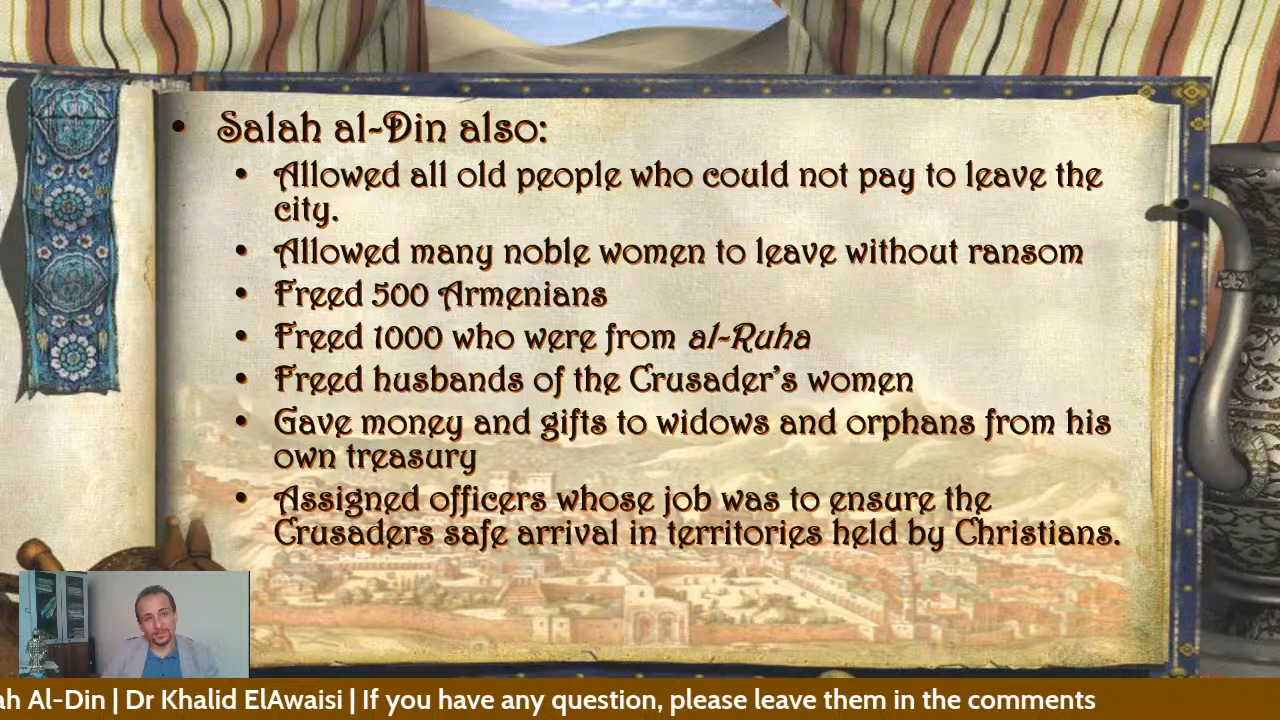 • Salah al-Din also:
• Allowed all old people who could not pay to leave the
city.
• Allowed many noble women to leave without ransom
• Freed 500 Armenians
• Freed 1000 who were from al-Ruha
• Freed husbands of the Crusader's women
• Gave money and gifts to widows and orphans from his
own treasury
• Assigned officers whose job was to ensure the
Crusaders safe arrival in territories held by Christians.
ah Al-Din | Dr Khalid ElAwaisi | If you have any question, please leave them in the comments